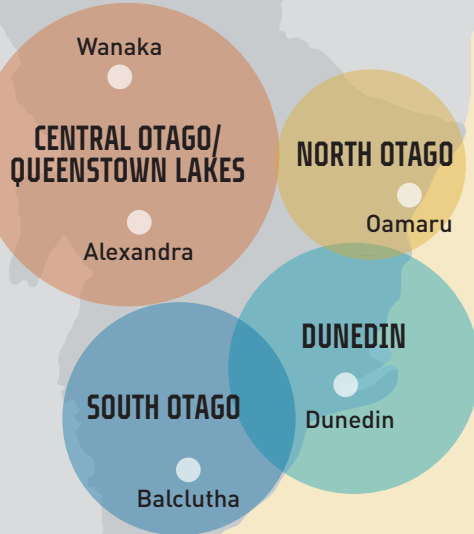 Wanaka
CENTRAL OTAGO/
QUEENSTOWN LAKES
Alexandra
NORTH OTAGO
Oamaru
DUNEDIN
Dunedin
SOUTH OTAGO
Balclutha